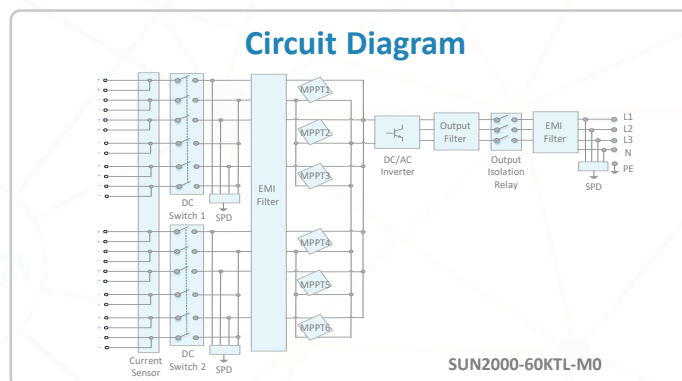 Circuit Diagram
MPPT1
MPPT2
MPPT3
MPPT4
MPPT5
MPPT6
EMI
Filter
DC
Switch 1
SPD
DC
Switch 2
SPD
Current
Sensor
DC/AC
Inverter
Output
Filter
Output
Isolation
Relay
EMI
Filter
L1
L2
L3
N
PE
SPD
SUN2000-60KTL-M0